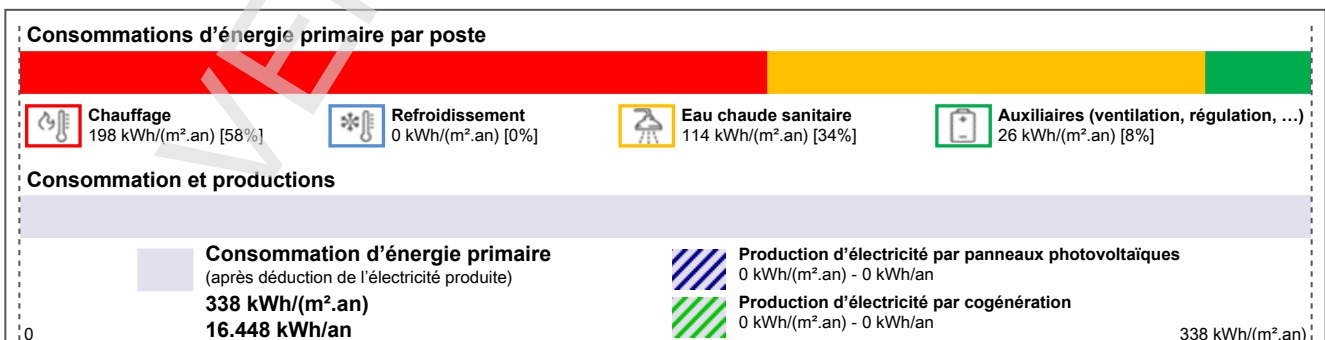 Consommations d'énergie primaire par poste
Chauffage
198 kWh/(m².an) [58%]
Refroidissement
0 kWh/(m².an) [0%]
Eau chaude sanitaire
114 kWh/(m².an) [34%]
Auxiliaires (ventilation, régulation, …)
26 kWh/(m².an) [8%]
Consommation et productions
Consommation d'énergie primaire
(après déduction de l'électricité produite)
338 kWh/(m².an)
16.448 kWh/an
Production d'électricité par panneaux photovoltaïques
0 kWh/(m².an) - 0 kWh/an
Production d'électricité par cogénération
0 kWh/(m².an) - 0 kWh/an
0
338 kWh/(m².an)